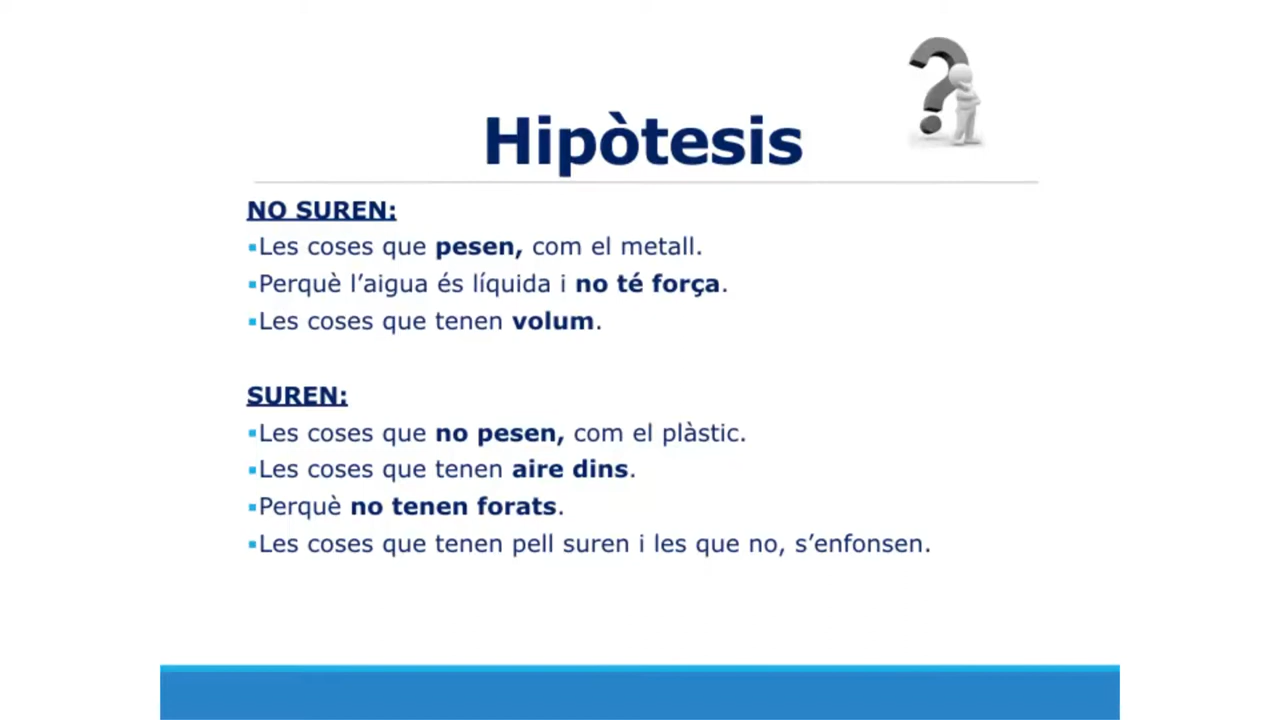 Hipòtesis
NO SUREN:
▪Les coses que pesen, com el metall.
▪Perquè l’aigua és líquida i no té força.
▪Les coses que tenen volum.
SUREN:
▪Les coses que no pesen, com el plàstic.
▪Les coses que tenen aire dins.
▪Perquè no tenen forats.
▪Les coses que tenen pell suren i les que no, s’enfonsen.